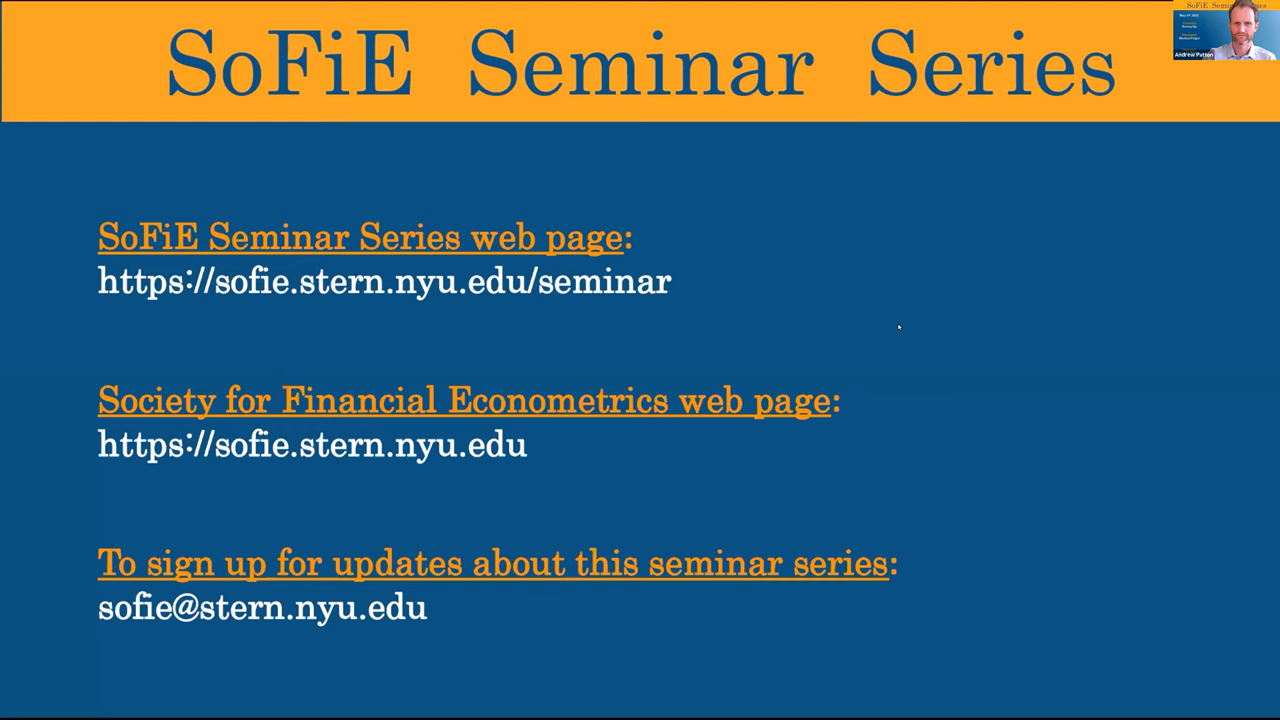 SoFiE Seminar Series
SoFiE Seminar Series web page:
https://sofie.stern.nyu.edu/seminar
Society for Financial Econometrics web page:
https://sofie.stern.nyu.edu
To sign up for updates about this seminar series:
sofie@stern.nyu.edu
Andrew Patton